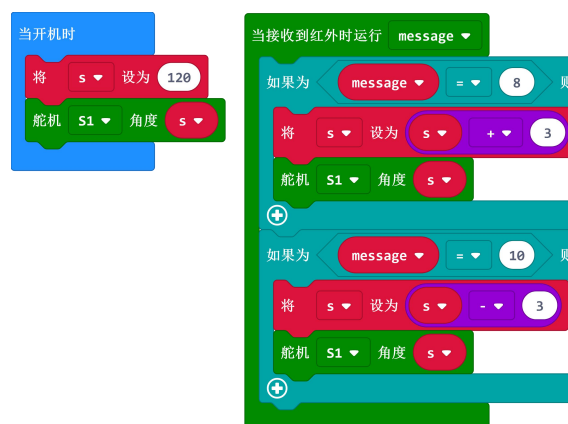 当开机时
将 s 设为 120
舵机 S1 角度 s
当接收到红外时运行 message
如果为 message = 8 则
将 s 设为 s + 3
舵机 S1 角度 s
如果为 message = 10 则
将 s 设为 s - 3
舵机 S1 角度 s